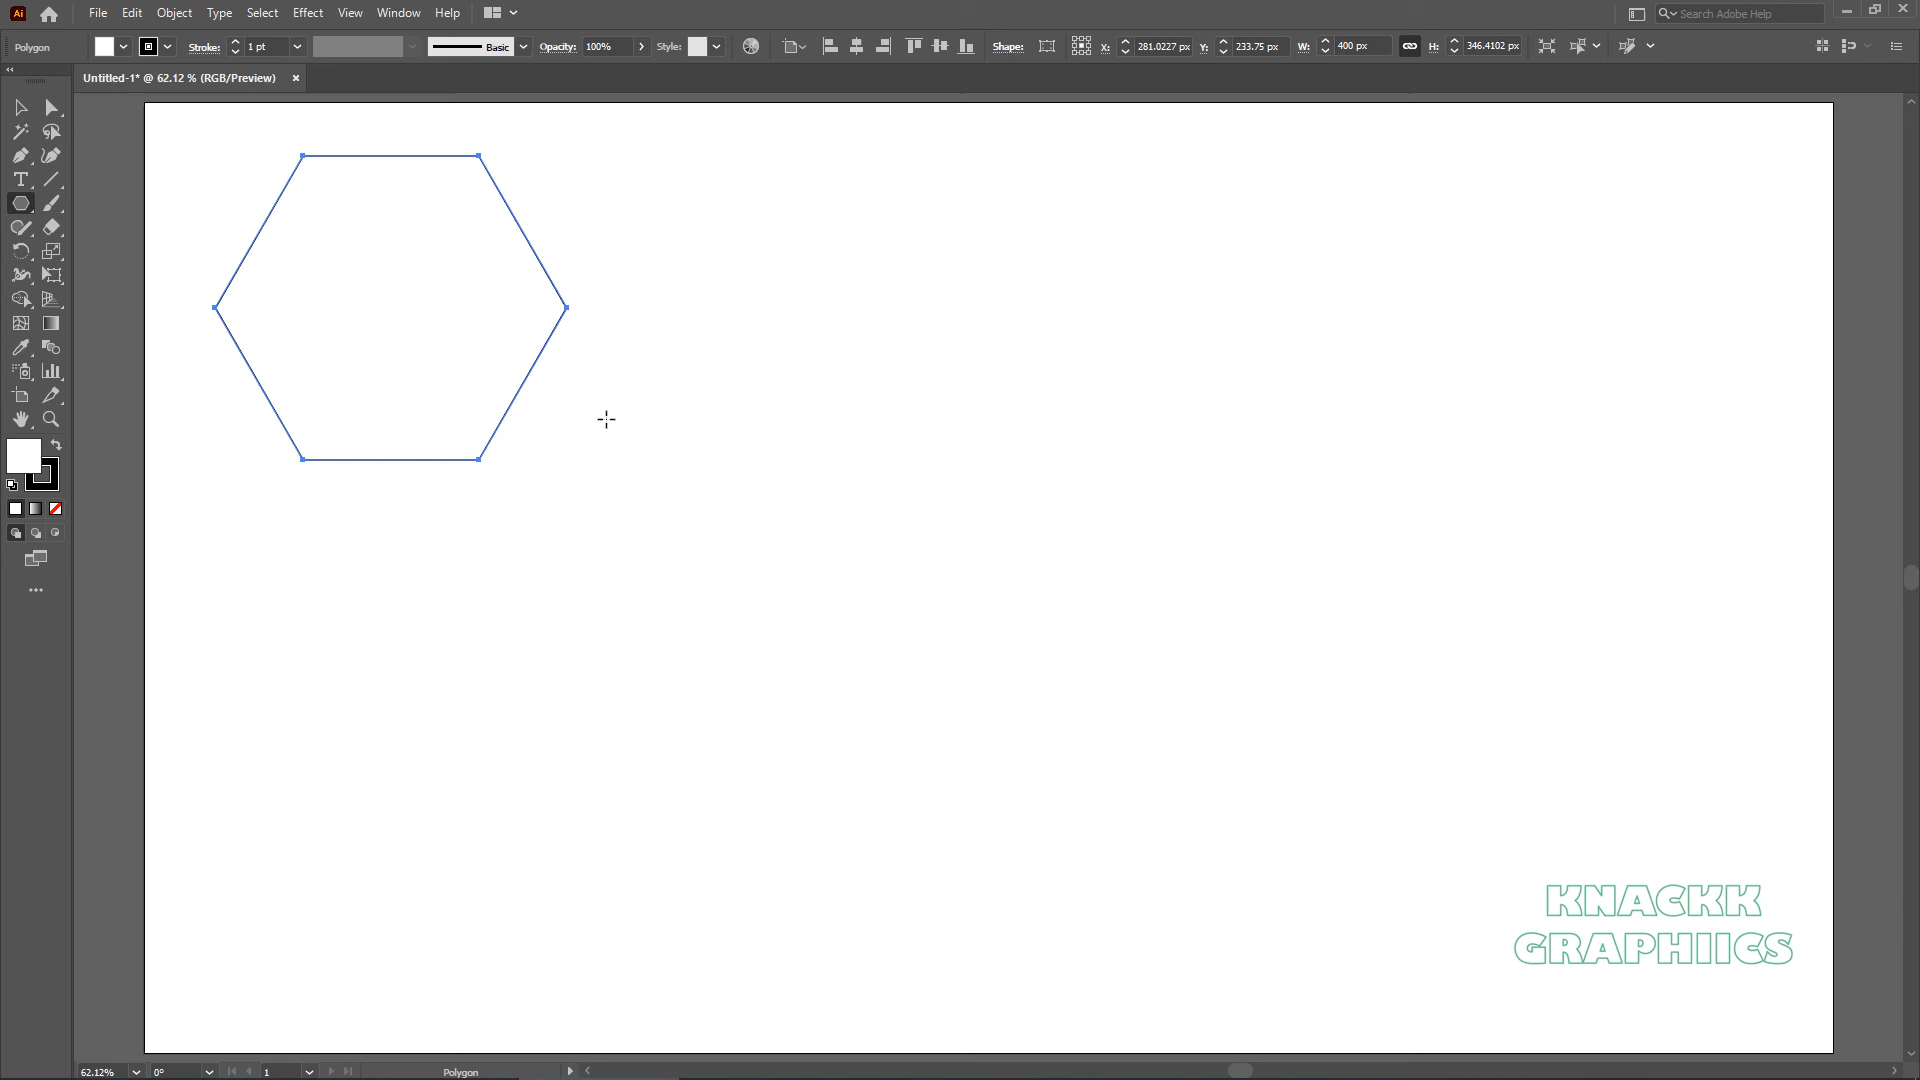 Ai File Edit Object Type Select Effect View Window Help Search Adobe Help
Polygon Stroke: 1 pt Basic Opacity: 100% Style: Shape: X: 281.0227 px Y: 233.75 px W: 400 px H: 346.4102 px
Untitled-1* @ 62.12 % (RGB/Preview)
KNACKK
GRAPHIICS
62.12% 0° 1 Polygon